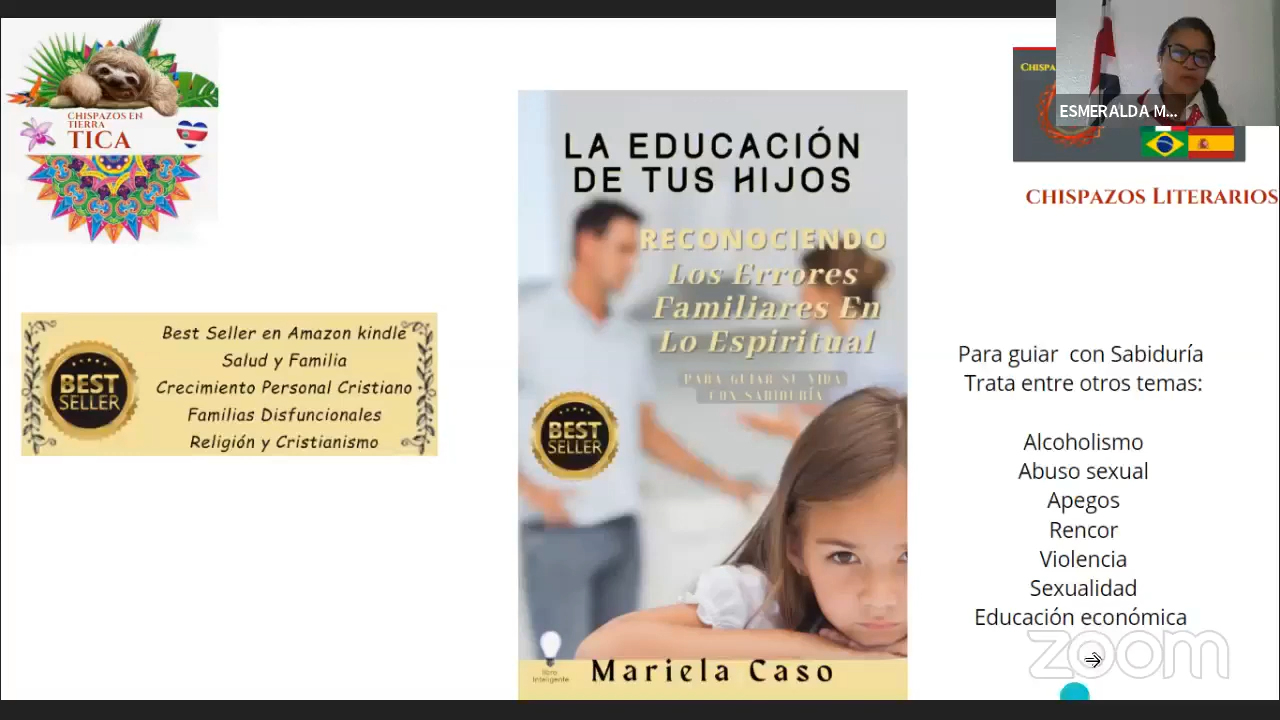 CHISPAZOS EN
TIERRA
TICA
Best Seller en Amazon kindle
Salud y Familia
Crecimiento Personal Cristiano
Familias Disfuncionales
Religión y Cristianismo
BEST
SELLER
LA EDUCACIÓN
DE TUS HIJOS
RECONOCIENDO
Los Errores
Familiares En
Lo Espiritual
PARA GUIAR SU VIDA
CON SABIDURÍA
BEST
SELLER
libro
inteligente
Mariela Caso
CHISPA
ESMERALDA M...
CHISPAZOS LITERARIOS
Para guiar con Sabiduría
Trata entre otros temas:
Alcoholismo
Abuso sexual
Apegos
Rencor
Violencia
Sexualidad
Educación económica
zoom